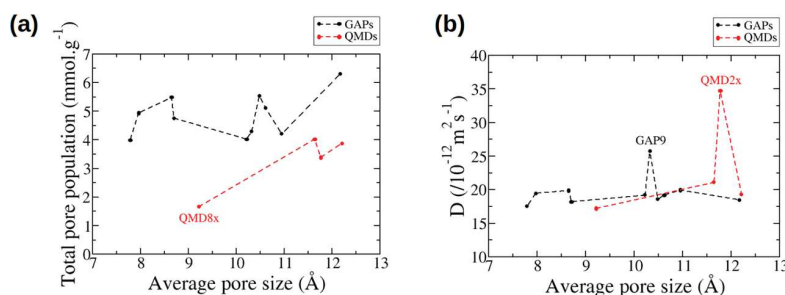 (a)
GAPs
QMDs
Total pore population (mmol.g⁻¹)
7
6
5
4
3
2
1
0
QMD8x
7 8 9 10 11 12 13
Average pore size (Å)
(b)
GAPs
QMDs
D (/10⁻¹² m² s⁻¹)
40
35
30
25
20
15
10
QMD2x
GAP9
7 8 9 10 11 12 13
Average pore size (Å)